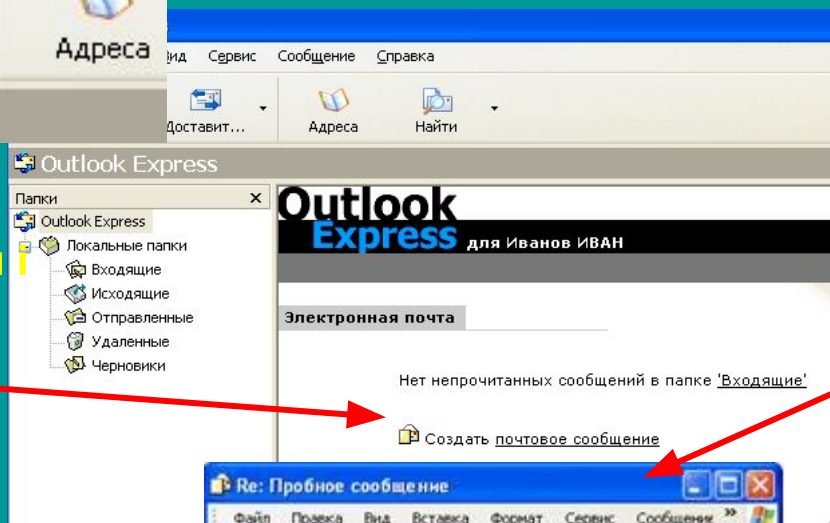 Адреса
ид Сервис Сообщение Справка
Доставит... Адреса Найти
Outlook Express
Папки
Outlook Express
Локальные папки
Входящие
Исходящие
Отправленные
Удаленные
Черновики
Outlook
Express для Иванов ИВАН
Электронная почта
Нет непрочитанных сообщений в папке 'Входящие'
Создать почтовое сообщение
Re: Пробное сообщение
Файл Правка Вид Вставка Формат Сервис Сообщение »